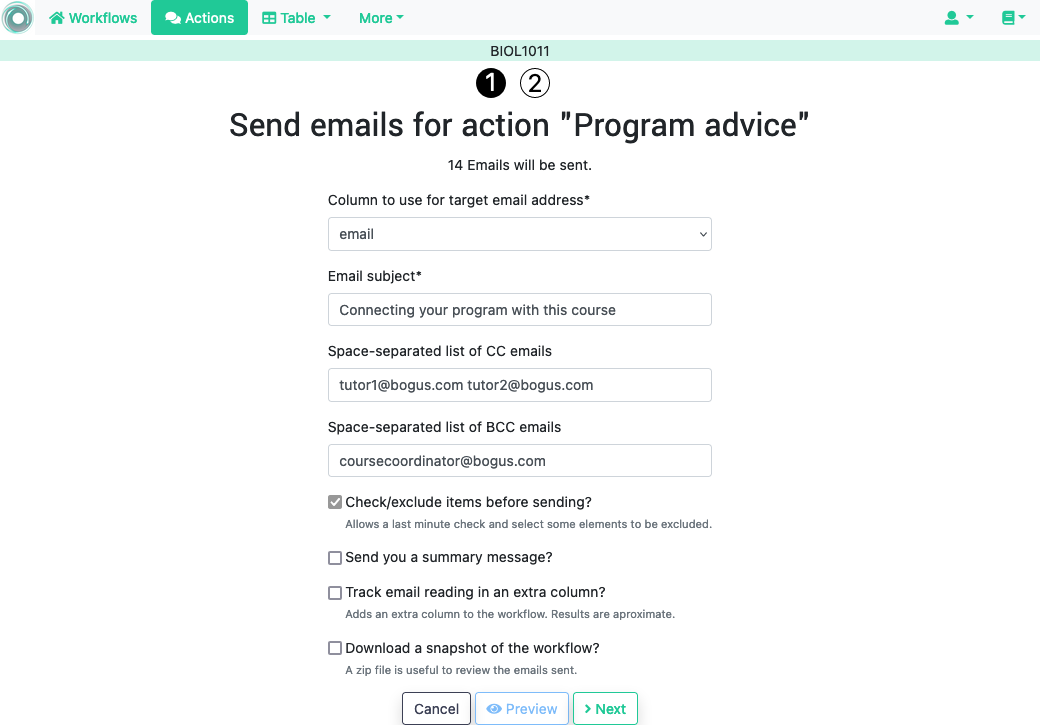 Workflows Actions Table More
BIOL1011
1 2
Send emails for action "Program advice"
14 Emails will be sent.
Column to use for target email address*
email
Email subject*
Connecting your program with this course
Space-separated list of CC emails
tutor1@bogus.com tutor2@bogus.com
Space-separated list of BCC emails
coursecoordinator@bogus.com
Check/exclude items before sending?
Allows a last minute check and select some elements to be excluded.
Send you a summary message?
Track email reading in an extra column?
Adds an extra column to the workflow. Results are aproximate.
Download a snapshot of the workflow?
A zip file is useful to review the emails sent.
Cancel Preview Next